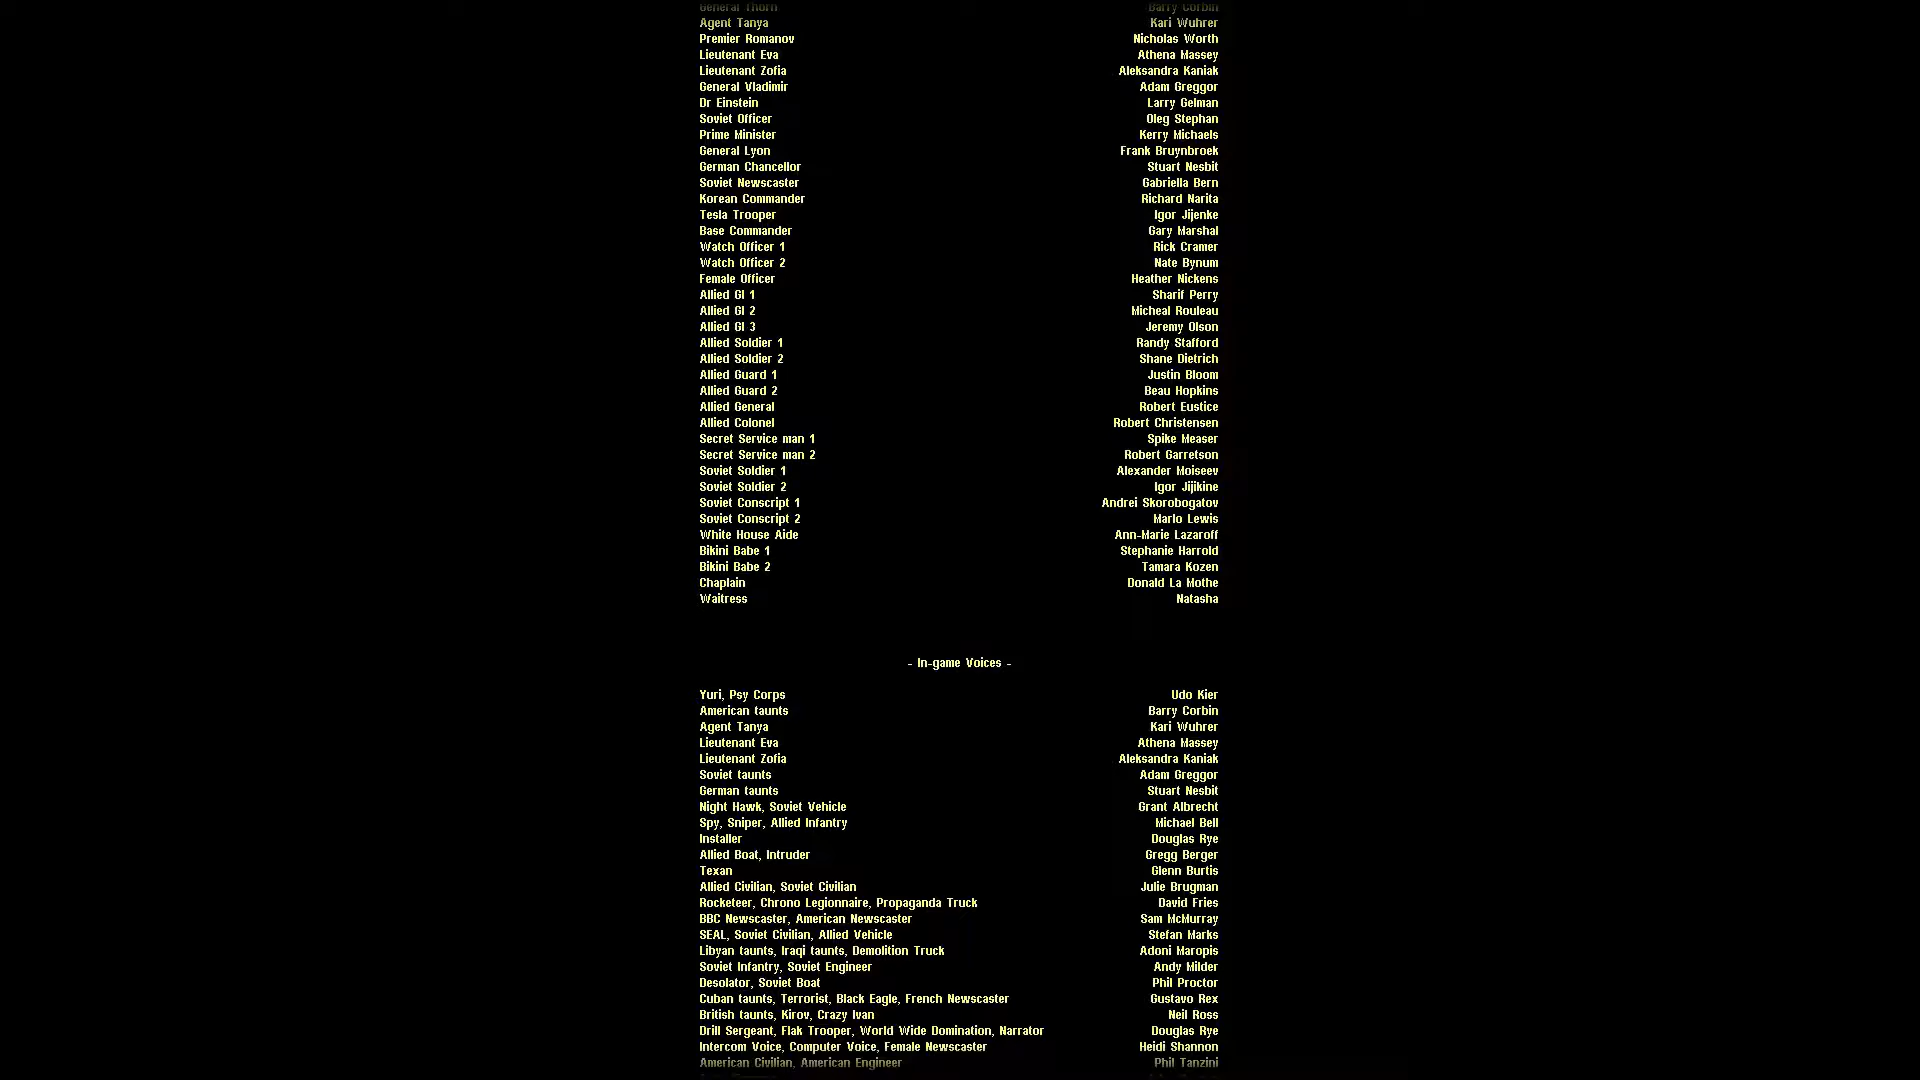 General Thorn Barry Corbin
Agent Tanya Kari Wuhrer
Premier Romanov Nicholas Worth
Lieutenant Eva Athena Massey
Lieutenant Zofia Aleksandra Kaniak
General Vladimir Adam Greggor
Dr Einstein Larry Gelman
Soviet Officer Oleg Stephan
Prime Minister Kerry Michaels
General Lyon Frank Bruynbroek
German Chancellor Stuart Nesbit
Soviet Newscaster Gabriella Bern
Korean Commander Richard Narita
Tesla Trooper Igor Jijenke
Base Commander Gary Marshal
Watch Officer 1 Rick Cramer
Watch Officer 2 Nate Bynum
Female Officer Heather Nickens
Allied GI 1 Sharif Perry
Allied GI 2 Micheal Rouleau
Allied GI 3 Jeremy Olson
Allied Soldier 1 Randy Stafford
Allied Soldier 2 Shane Dietrich
Allied Guard 1 Justin Bloom
Allied Guard 2 Beau Hopkins
Allied General Robert Eustice
Allied Colonel Robert Christensen
Secret Service man 1 Spike Measer
Secret Service man 2 Robert Garretson
Soviet Soldier 1 Alexander Moiseev
Soviet Soldier 2 Igor Jijikine
Soviet Conscript 1 Andrei Skorobogatov
Soviet Conscript 2 Marlo Lewis
White House Aide Ann-Marie Lazaroff
Bikini Babe 1 Stephanie Harrold
Bikini Babe 2 Tamara Kozen
Chaplain Donald La Mothe
Waitress Natasha
- In-game Voices -
Yuri, Psy Corps Udo Kier
American taunts Barry Corbin
Agent Tanya Kari Wuhrer
Lieutenant Eva Athena Massey
Lieutenant Zofia Aleksandra Kaniak
Soviet taunts Adam Greggor
German taunts Stuart Nesbit
Night Hawk, Soviet Vehicle Grant Albrecht
Spy, Sniper, Allied Infantry Michael Bell
Installer Douglas Rye
Allied Boat, Intruder Gregg Berger
Texan Glenn Burtis
Allied Civilian, Soviet Civilian Julie Brugman
Rocketeer, Chrono Legionnaire, Propaganda Truck David Fries
BBC Newscaster, American Newscaster Sam McMurray
SEAL, Soviet Civilian, Allied Vehicle Stefan Marks
Libyan taunts, Iraqi taunts, Demolition Truck Adoni Maropis
Soviet Infantry, Soviet Engineer Andy Milder
Desolator, Soviet Boat Phil Proctor
Cuban taunts, Terrorist, Black Eagle, French Newscaster Gustavo Rex
British taunts, Kirov, Crazy Ivan Neil Ross
Drill Sergeant, Flak Trooper, World Wide Domination, Narrator Douglas Rye
Intercom Voice, Computer Voice, Female Newscaster Heidi Shannon
American Civilian, American Engineer Phil Tanzini